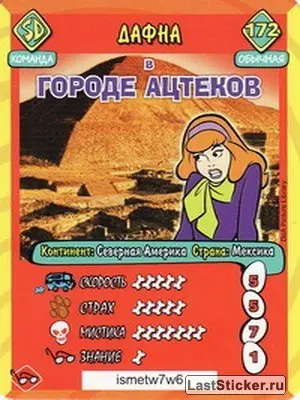 SD
ДАФНА
172
КОМАНДА
В
ОБЫЧНАЯ
ГОРОДЕ АЦТЕКОВ
Континент: Северная Америка Страна: Мексика
СКОРОСТЬ 5
СТРАХ 5
МИСТИКА 7
ЗНАНИЕ 1
ismetw7w6
LastSticker.ru